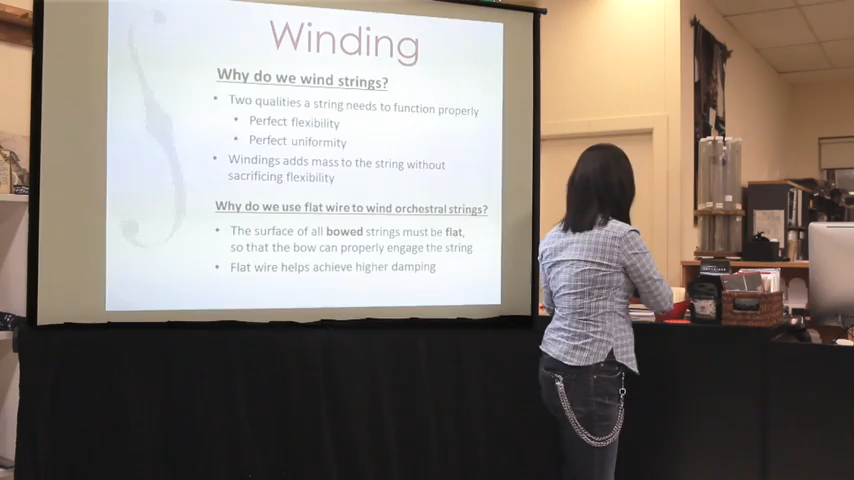 Winding
Why do we wind strings?
• Two qualities a string needs to function properly
• Perfect flexibility
• Perfect uniformity
• Windings adds mass to the string without
sacrificing flexibility
Why do we use flat wire to wind orchestral strings?
• The surface of all bowed strings must be flat,
so that the bow can properly engage the string
• Flat wire helps achieve higher damping